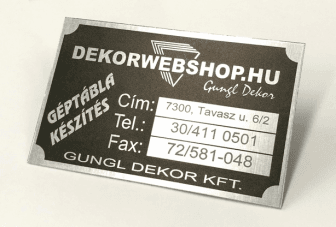 DEKORWEBSHOP.HU
Gungl Dekor
GÉPTÁBLA
KÉSZÍTÉS
Cím: 7300, Tavasz u. 6/2
Tel.: 30/411 0501
Fax: 72/581-048
GUNGL DEKOR KFT.